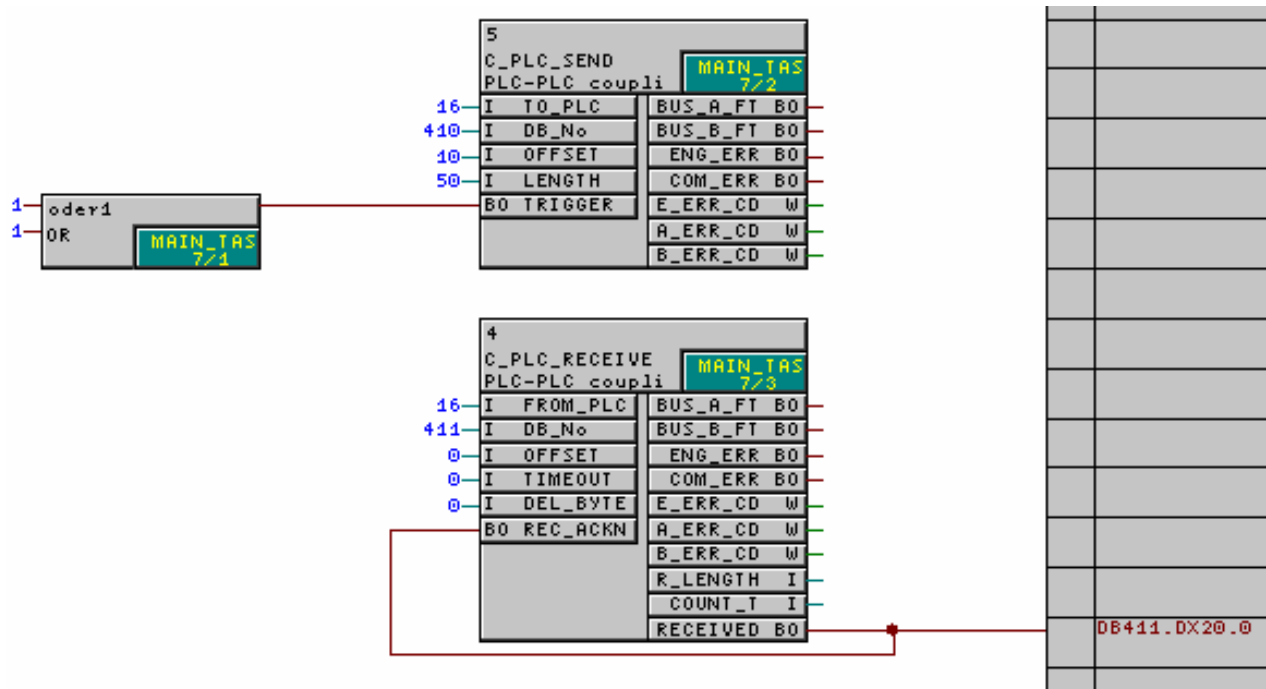 5
C_PLC_SEND
PLC-PLC coupli
MAIN_TAS
7/2
16 I TO_PLC BUS_A_FT BO
410 I DB_No BUS_B_FT BO
10 I OFFSET ENG_ERR BO
50 I LENGTH COM_ERR BO
BO TRIGGER E_ERR_CD W
A_ERR_CD W
B_ERR_CD W
1 oder1
1 OR
MAIN_TAS
7/1
4
C_PLC_RECEIVE
PLC-PLC coupli
MAIN_TAS
7/3
16 I FROM_PLC BUS_A_FT BO
411 I DB_No BUS_B_FT BO
0 I OFFSET ENG_ERR BO
0 I TIMEOUT COM_ERR BO
0 I DEL_BYTE E_ERR_CD W
BO REC_ACKN A_ERR_CD W
B_ERR_CD W
R_LENGTH I
COUNT_T I
RECEIVED BO
DB411.DX20.0